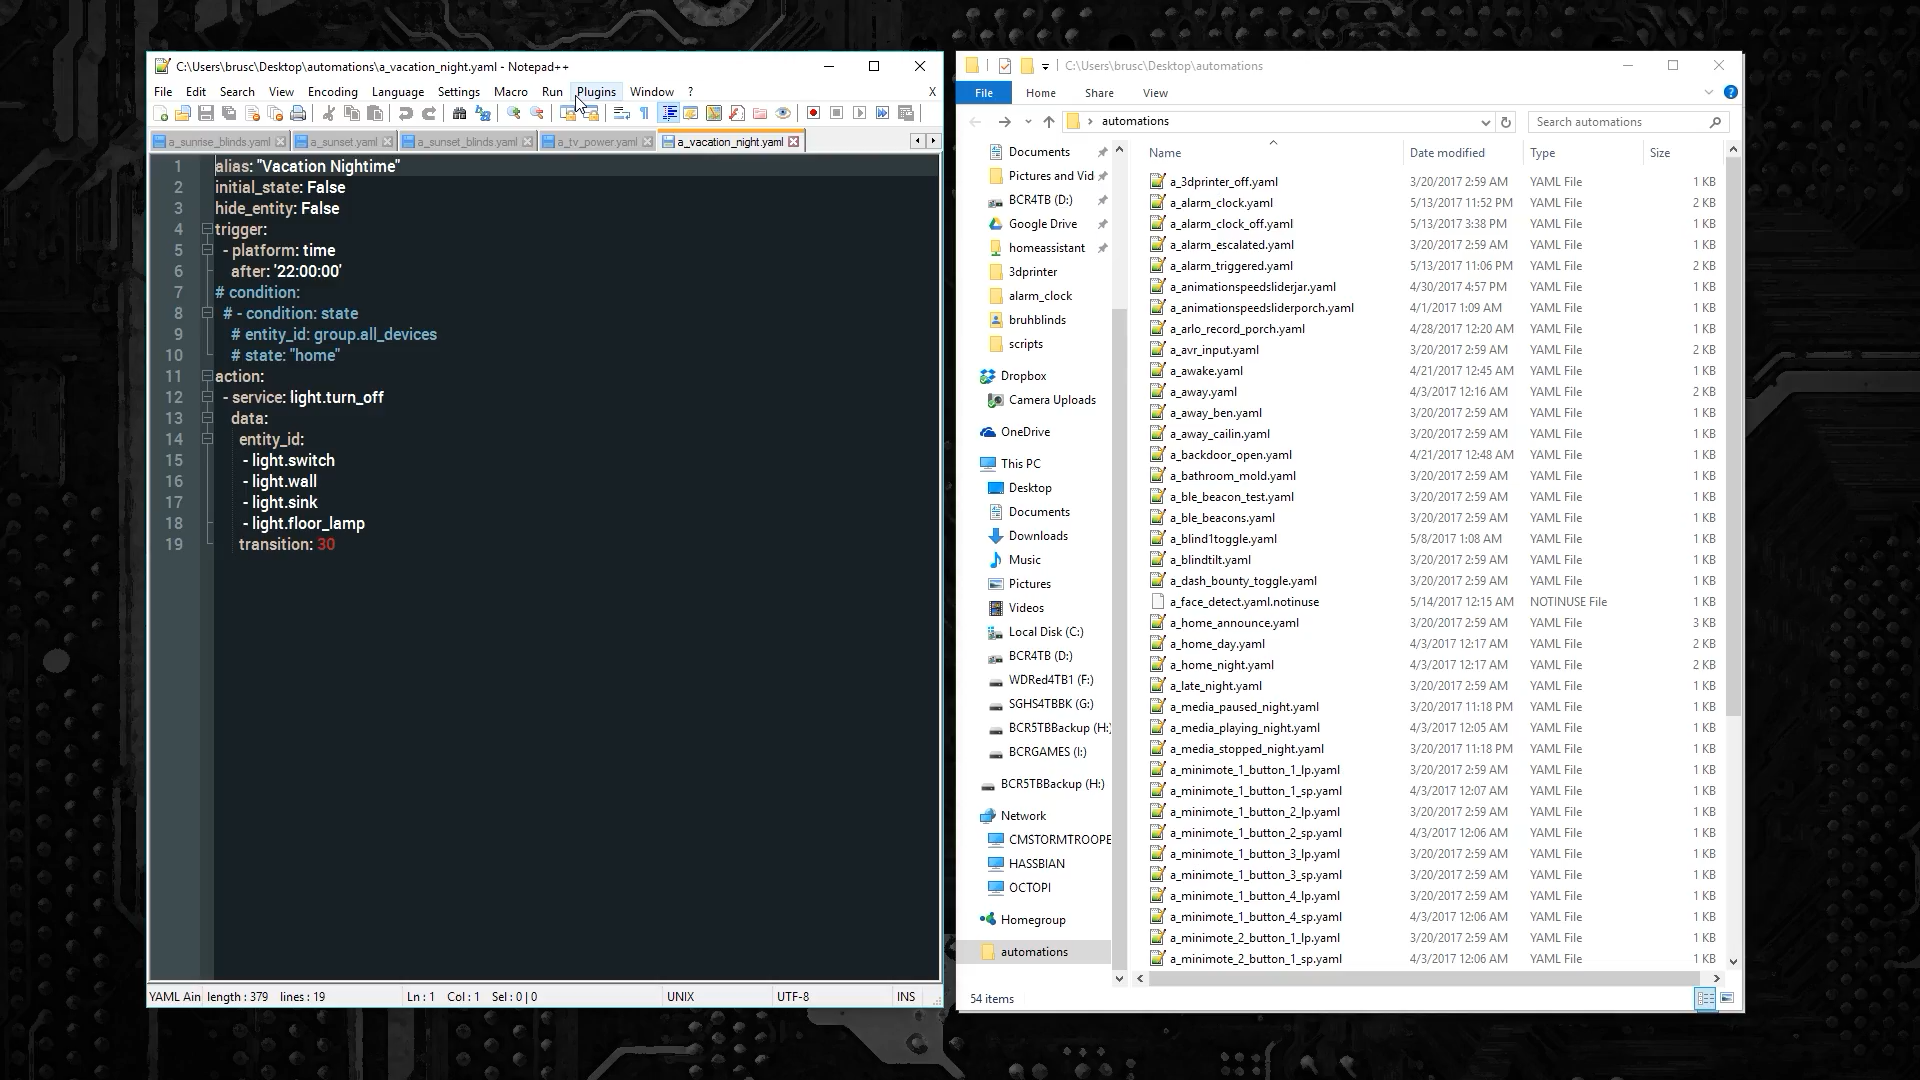 C:\Users\brusc\Desktop\automations\a_vacation_night.yaml - Notepad++
File Edit Search View Encoding Language Settings Macro Run Plugins Window ? X
a_sunrise_blinds.yaml a_sunset.yaml a_sunset_blinds.yaml a_tv_power.yaml a_vacation_night.yaml
1 alias: "Vacation Nightime"
2 initial_state: False
3 hide_entity: False
4 trigger:
5 - platform: time
6 after: '22:00:00'
7 # condition:
8 # - condition: state
9 # entity_id: group.all_devices
10 # state: "home"
11 action:
12 - service: light.turn_off
13 data:
14 entity_id:
15 - light.switch
16 - light.wall
17 - light.sink
18 - light.floor_lamp
19 transition: 30
YAML Ain length : 379 lines : 19 Ln : 1 Col : 1 Sel : 0 | 0 UNIX UTF-8 INS
C:\Users\brusc\Desktop\automations
File Home Share View
automations
Search automations
Documents
Pictures and Vid
BCR4TB (D:)
Google Drive
homeassistant
3dprinter
alarm_clock
bruhblinds
scripts
Dropbox
Camera Uploads
OneDrive
This PC
Desktop
Documents
Downloads
Music
Pictures
Videos
Local Disk (C:)
BCR4TB (D:)
WDRed4TB1 (F:)
SGHS4TBBK (G:)
BCR5TBBackup (H:)
BCRGAMES (I:)
BCR5TBBackup (H:)
Network
CMSTORMTROOPE
HASSBIAN
OCTOPI
Homegroup
automations
Name Date modified Type Size
a_3dprinter_off.yaml 3/20/2017 2:59 AM YAML File 1 KB
a_alarm_clock.yaml 5/13/2017 11:52 PM YAML File 2 KB
a_alarm_clock_off.yaml 5/13/2017 3:38 PM YAML File 1 KB
a_alarm_escalated.yaml 3/20/2017 2:59 AM YAML File 1 KB
a_alarm_triggered.yaml 5/13/2017 11:06 PM YAML File 2 KB
a_animationspeedsliderjar.yaml 4/30/2017 4:57 PM YAML File 1 KB
a_animationspeedsliderporch.yaml 4/1/2017 1:09 AM YAML File 1 KB
a_arlo_record_porch.yaml 4/28/2017 12:20 AM YAML File 1 KB
a_avr_input.yaml 3/20/2017 2:59 AM YAML File 2 KB
a_awake.yaml 4/21/2017 12:45 AM YAML File 1 KB
a_away.yaml 4/3/2017 12:16 AM YAML File 2 KB
a_away_ben.yaml 3/20/2017 2:59 AM YAML File 1 KB
a_away_cailin.yaml 3/20/2017 2:59 AM YAML File 1 KB
a_backdoor_open.yaml 4/21/2017 12:48 AM YAML File 1 KB
a_bathroom_mold.yaml 3/20/2017 2:59 AM YAML File 1 KB
a_ble_beacon_test.yaml 3/20/2017 2:59 AM YAML File 1 KB
a_ble_beacons.yaml 3/20/2017 2:59 AM YAML File 1 KB
a_blind1toggle.yaml 5/8/2017 1:08 AM YAML File 1 KB
a_blindtilt.yaml 3/20/2017 2:59 AM YAML File 1 KB
a_dash_bounty_toggle.yaml 3/20/2017 2:59 AM YAML File 1 KB
a_face_detect.yaml.notinuse 5/14/2017 12:15 AM NOTINUSE File 1 KB
a_home_announce.yaml 3/20/2017 2:59 AM YAML File 3 KB
a_home_day.yaml 4/3/2017 12:17 AM YAML File 2 KB
a_home_night.yaml 4/3/2017 12:17 AM YAML File 2 KB
a_late_night.yaml 3/20/2017 2:59 AM YAML File 1 KB
a_media_paused_night.yaml 3/20/2017 11:18 PM YAML File 1 KB
a_media_playing_night.yaml 4/3/2017 12:05 AM YAML File 1 KB
a_media_stopped_night.yaml 3/20/2017 11:18 PM YAML File 1 KB
a_minimote_1_button_1_lp.yaml 3/20/2017 2:59 AM YAML File 1 KB
a_minimote_1_button_1_sp.yaml 4/3/2017 12:07 AM YAML File 1 KB
a_minimote_1_button_2_lp.yaml 3/20/2017 2:59 AM YAML File 1 KB
a_minimote_1_button_2_sp.yaml 4/3/2017 12:06 AM YAML File 1 KB
a_minimote_1_button_3_lp.yaml 3/20/2017 2:59 AM YAML File 1 KB
a_minimote_1_button_3_sp.yaml 4/3/2017 12:06 AM YAML File 1 KB
a_minimote_1_button_4_lp.yaml 3/20/2017 2:59 AM YAML File 1 KB
a_minimote_1_button_4_sp.yaml 4/3/2017 12:06 AM YAML File 1 KB
a_minimote_2_button_1_lp.yaml 3/20/2017 2:59 AM YAML File 1 KB
a_minimote_2_button_1_sp.yaml 4/3/2017 12:06 AM YAML File 1 KB
54 items